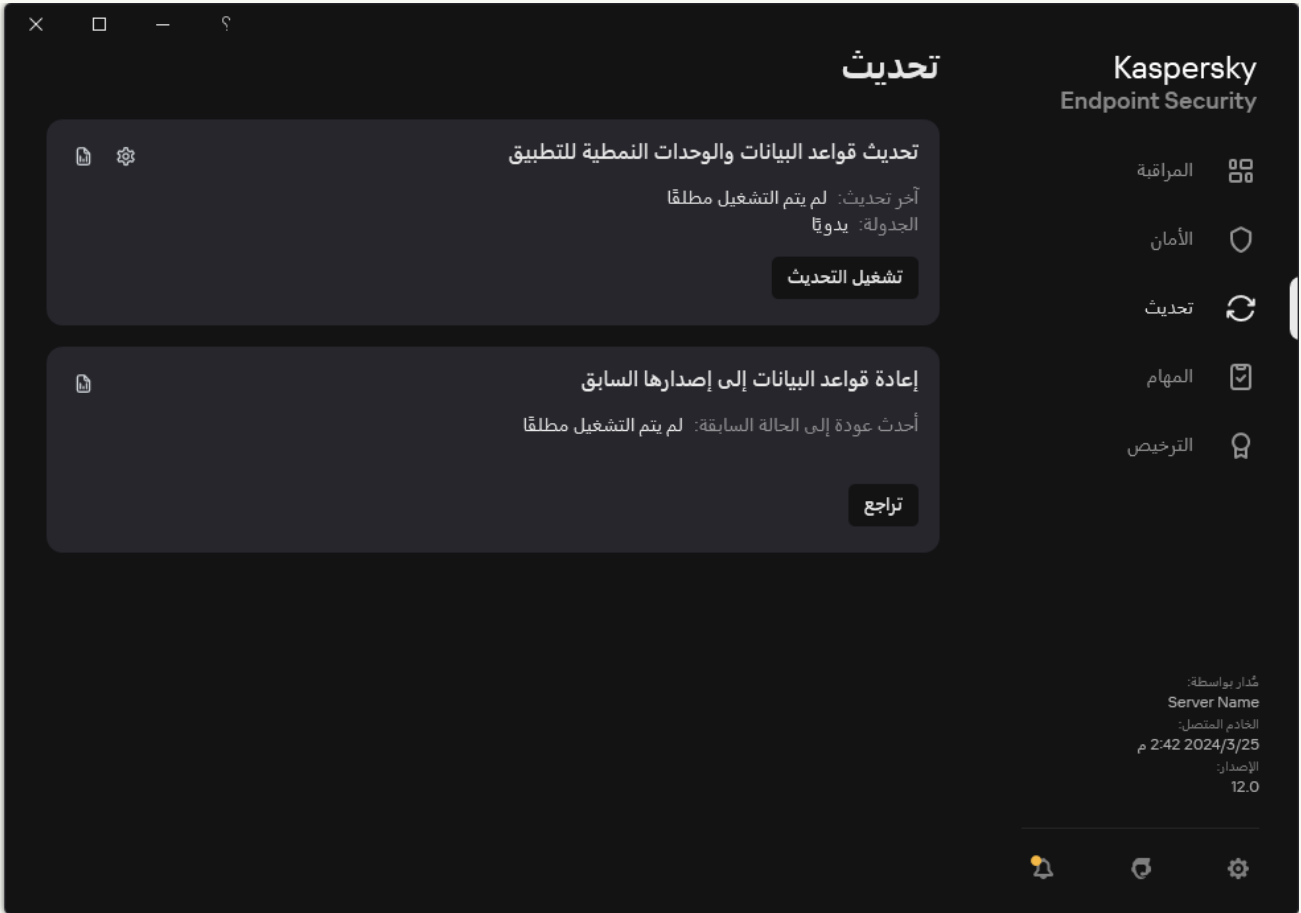 ؟
Kaspersky
Endpoint Security
المراقبة
الأمان
تحديث
المهام
الترخيص
مُدار بواسطة:
Server Name
الخادم المتصل:
2024/3/25 2:42 م
الإصدار:
12.0
تحديث
تحديث قواعد البيانات والوحدات النمطية للتطبيق
آخر تحديث: لم يتم التشغيل مطلقًا
الجدولة: يدويًا
تشغيل التحديث
إعادة قواعد البيانات إلى إصدارها السابق
أحدث عودة إلى الحالة السابقة: لم يتم التشغيل مطلقًا
تراجع